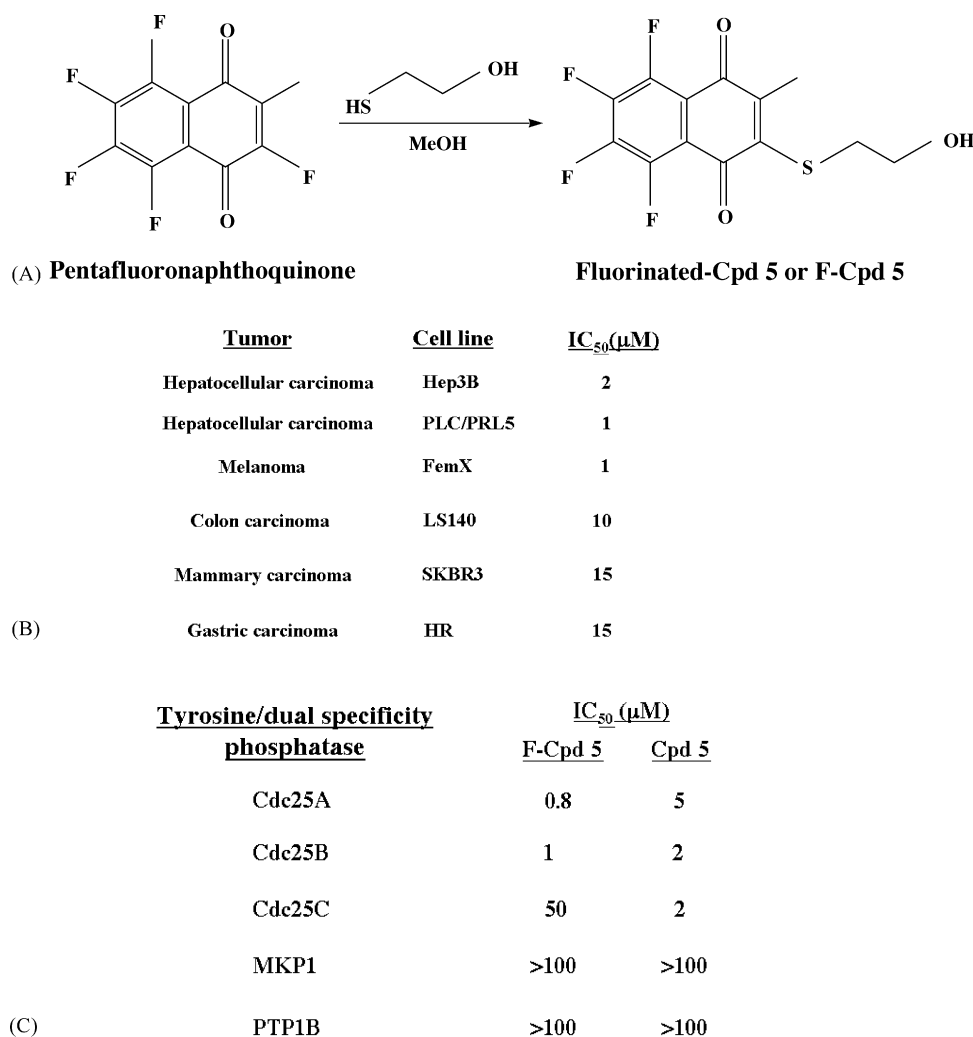 F
O
F
F
F
F
O
HS
OH
MeOH
F
O
F
F
F
O
S
OH
(A) Pentafluoronaphthoquinone
Fluorinated-Cpd 5 or F-Cpd 5
Tumor Cell line IC50(μM)
Hepatocellular carcinoma Hep3B 2
Hepatocellular carcinoma PLC/PRL5 1
Melanoma FemX 1
Colon carcinoma LS140 10
Mammary carcinoma SKBR3 15
(B) Gastric carcinoma HR 15
Tyrosine/dual specificity
phosphatase
IC50 (μM)
F-Cpd 5 Cpd 5
Cdc25A 0.8 5
Cdc25B 1 2
Cdc25C 50 2
MKP1 >100 >100
(C) PTP1B >100 >100